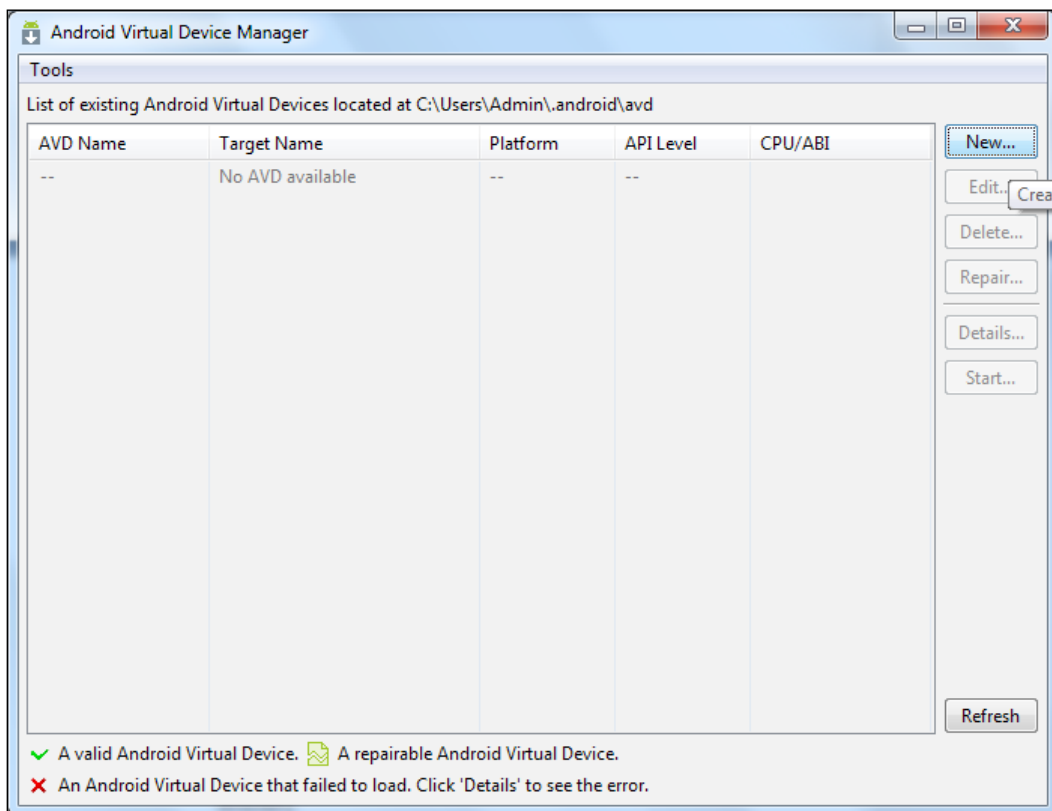 Android Virtual Device Manager
Tools
List of existing Android Virtual Devices located at C:\Users\Admin\.android\avd
AVD Name Target Name Platform API Level CPU/ABI
-- No AVD available -- --
New...
Edit..
Crea
Delete...
Repair...
Details...
Start...
Refresh
A valid Android Virtual Device. A repairable Android Virtual Device.
An Android Virtual Device that failed to load. Click 'Details' to see the error.